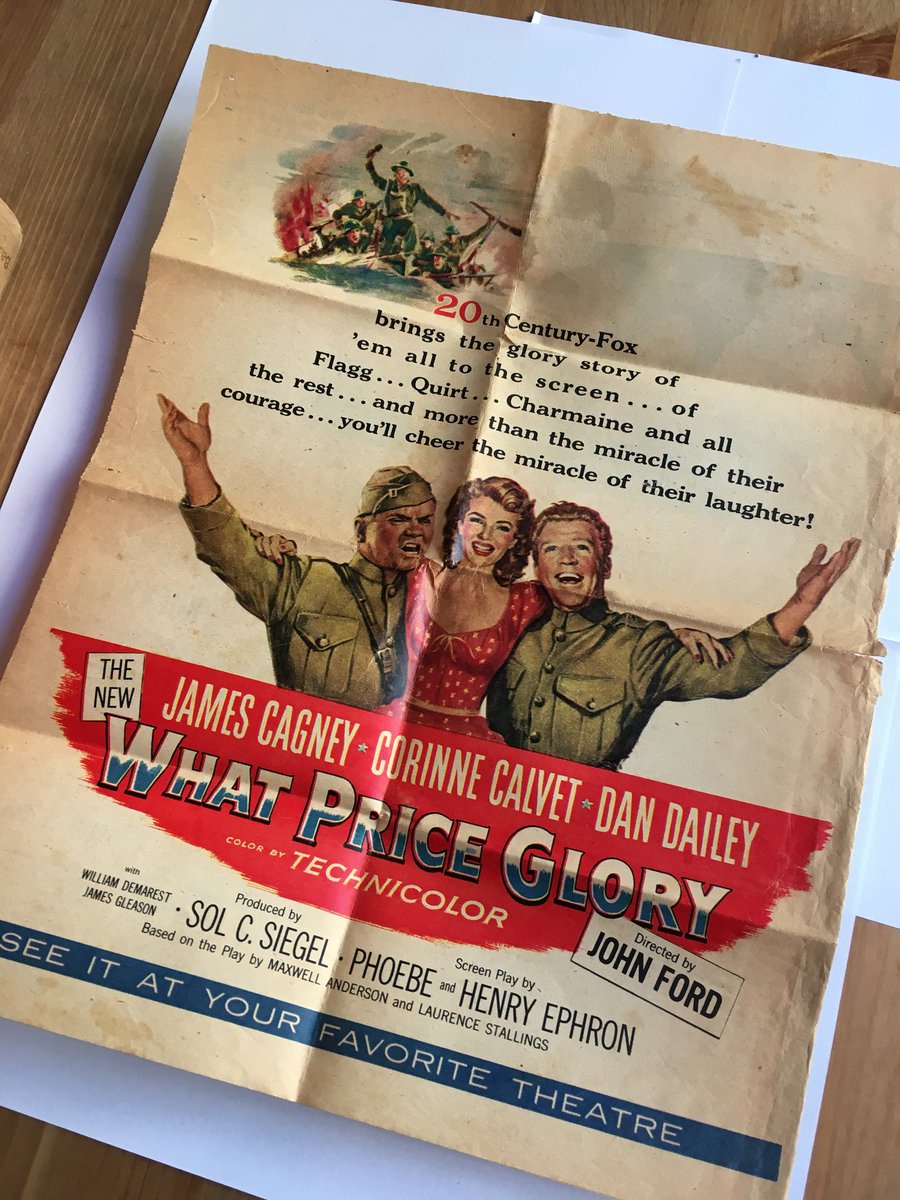 20th Century-Fox
brings the glory story of
'em all to the screen...of
Flagg...Quirt...Charmaine and all
the rest...and more than the miracle of their
courage...you'll cheer the miracle of their laughter!
THE
NEW
JAMES CAGNEY ★ CORINNE CALVET ★ DAN DAILEY
WHAT PRICE GLORY
COLOR BY TECHNICOLOR
with
WILLIAM DEMAREST
JAMES GLEASON
· Produced by
SOL C. SIEGEL
· Screen Play by
PHOEBE and HENRY EPHRON
Directed by
JOHN FORD
Based on the Play by MAXWELL ANDERSON and LAURENCE STALLINGS
SEE IT AT YOUR FAVORITE THEATRE